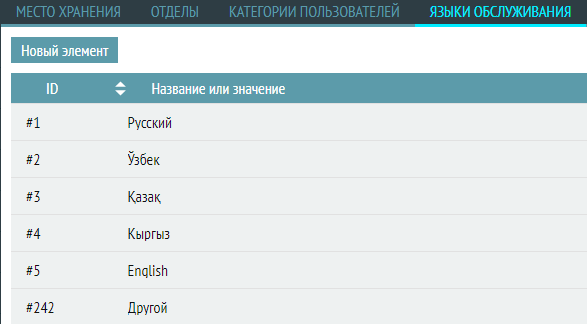 МЕСТО ХРАНЕНИЯ ОТДЕЛЫ КАТЕГОРИИ ПОЛЬЗОВАТЕЛЕЙ ЯЗЫКИ ОБСЛУЖИВАНИЯ
Новый элемент
ID Название или значение
#1 Русский
#2 Ўзбек
#3 Қазақ
#4 Кыргыз
#5 English
#242 Другой